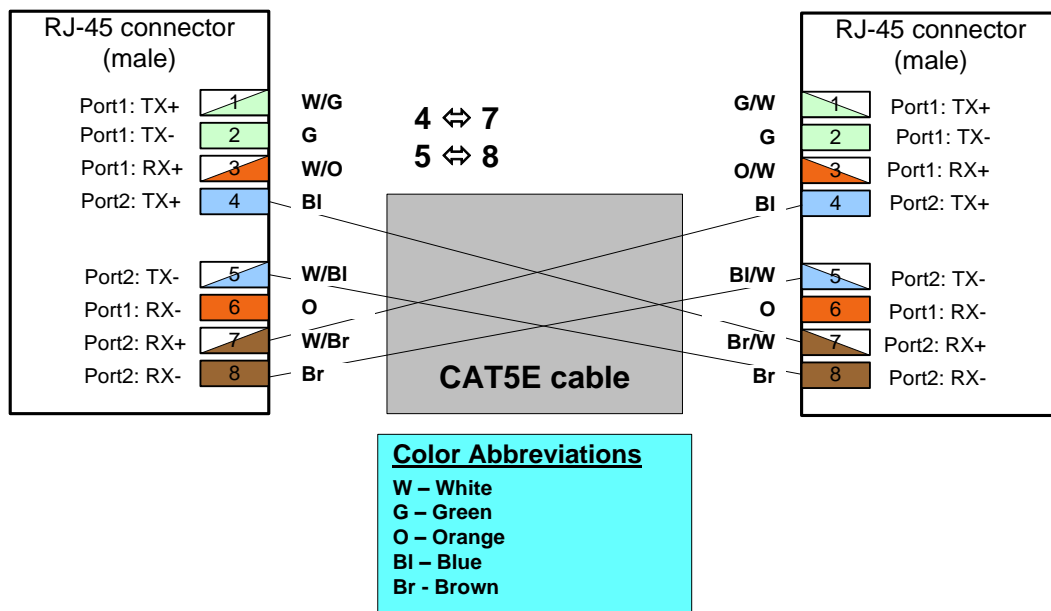 RJ-45 connector
(male)
Port1: TX+ 1 W/G
Port1: TX- 2 G
Port1: RX+ 3 W/O
Port2: TX+ 4 Bl
Port2: TX- 5 W/Bl
Port1: RX- 6 O
Port2: RX+ 7 W/Br
Port2: RX- 8 Br
4 ⇔ 7
5 ⇔ 8
CAT5E cable
RJ-45 connector
(male)
G/W 1 Port1: TX+
G 2 Port1: TX-
O/W 3 Port1: RX+
Bl 4 Port2: TX+
Bl/W 5 Port2: TX-
O 6 Port1: RX-
Br/W 7 Port2: RX+
Br 8 Port2: RX-
Color Abbreviations
W – White
G – Green
O – Orange
Bl – Blue
Br - Brown